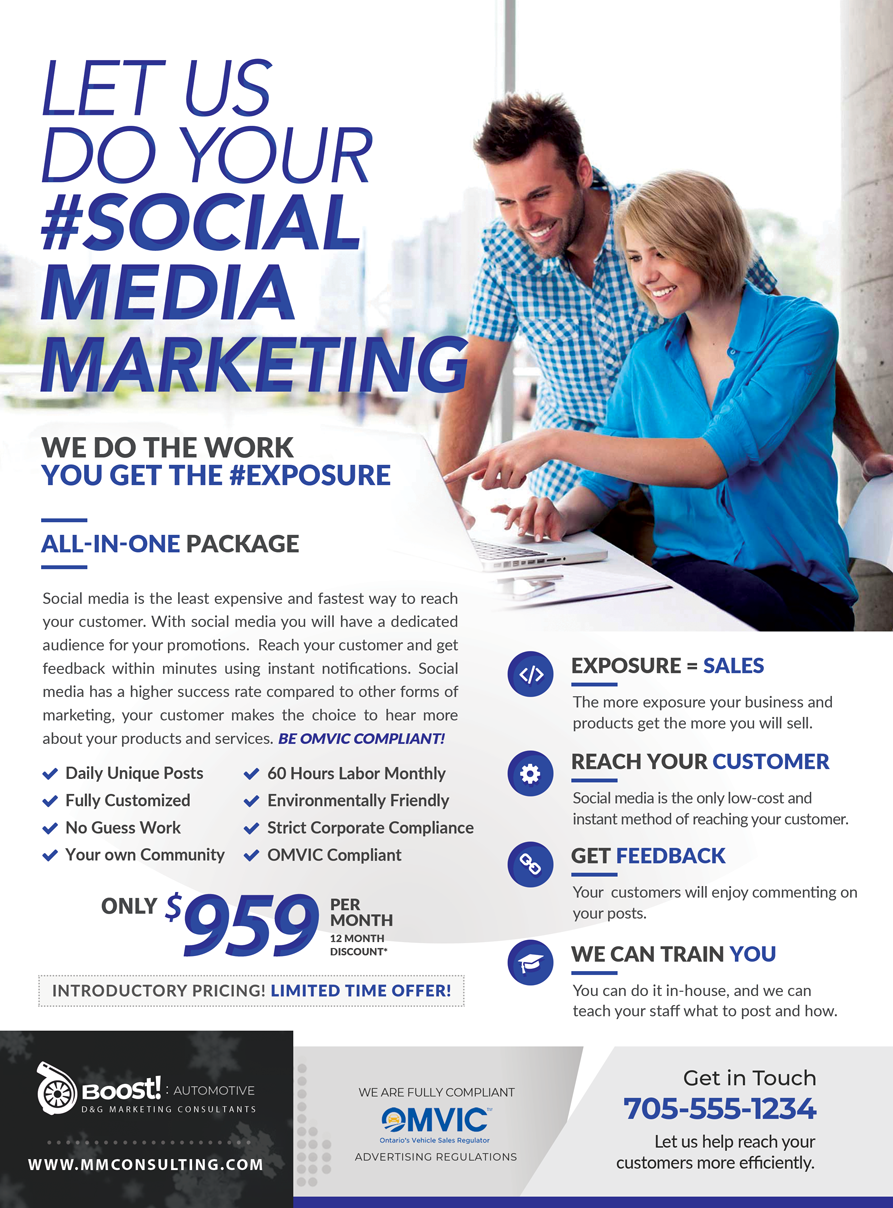 LET US
DO YOUR
#SOCIAL
MEDIA
MARKETING
WE DO THE WORK
YOU GET THE #EXPOSURE
ALL-IN-ONE PACKAGE
Social media is the least expensive and fastest way to reach
your customer. With social media you will have a dedicated
audience for your promotions. Reach your customer and get
feedback within minutes using instant notifications. Social
media has a higher success rate compared to other forms of
marketing, your customer makes the choice to hear more
about your products and services. BE OMVIC COMPLIANT!
Daily Unique Posts
Fully Customized
No Guess Work
Your own Community
60 Hours Labor Monthly
Environmentally Friendly
Strict Corporate Compliance
OMVIC Compliant
ONLY $959 PER
MONTH
12 MONTH
DISCOUNT*
INTRODUCTORY PRICING! LIMITED TIME OFFER!
EXPOSURE = SALES
The more exposure your business and
products get the more you will sell.
REACH YOUR CUSTOMER
Social media is the only low-cost and
instant method of reaching your customer.
GET FEEDBACK
Your customers will enjoy commenting on
your posts.
WE CAN TRAIN YOU
You can do it in-house, and we can
teach your staff what to post and how.
Boost! : AUTOMOTIVE
D&G MARKETING CONSULTANTS
WWW.MMCONSULTING.COM
WE ARE FULLY COMPLIANT
OMVIC™
Ontario's Vehicle Sales Regulator
ADVERTISING REGULATIONS
Get in Touch
705-555-1234
Let us help reach your
customers more efficiently.